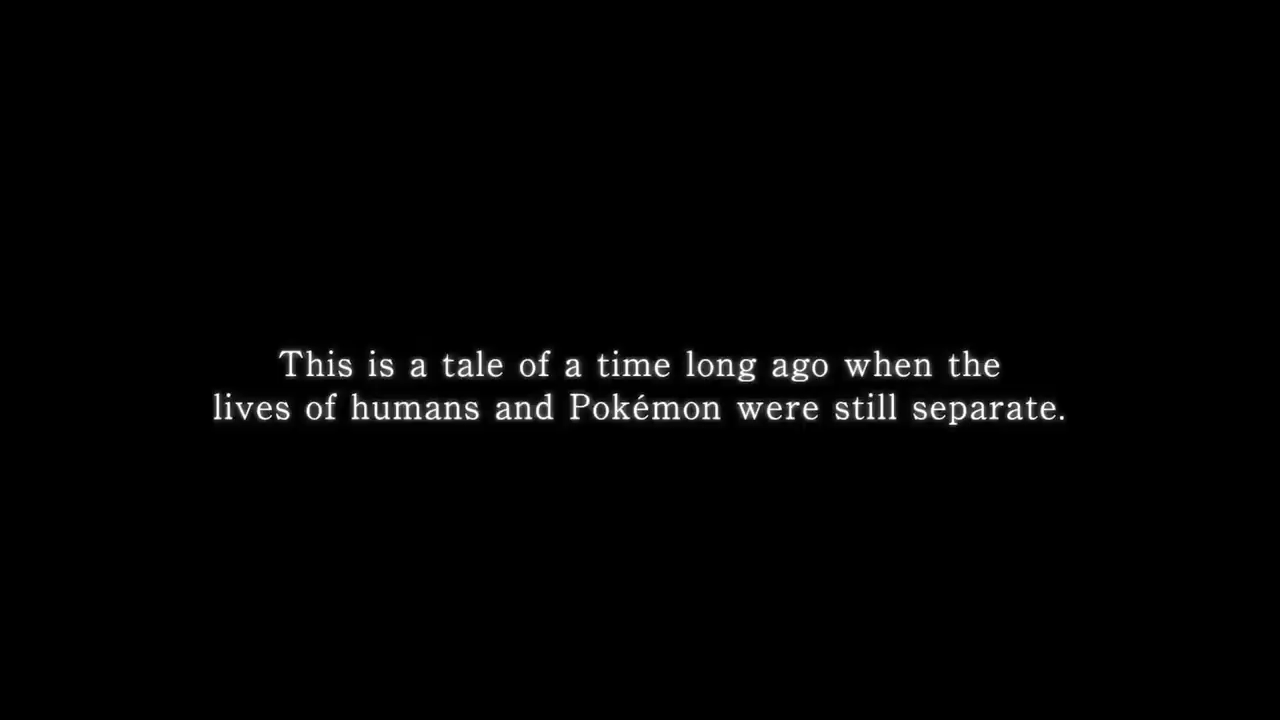 This is a tale of a time long ago when the
lives of humans and Pokémon were still separate.